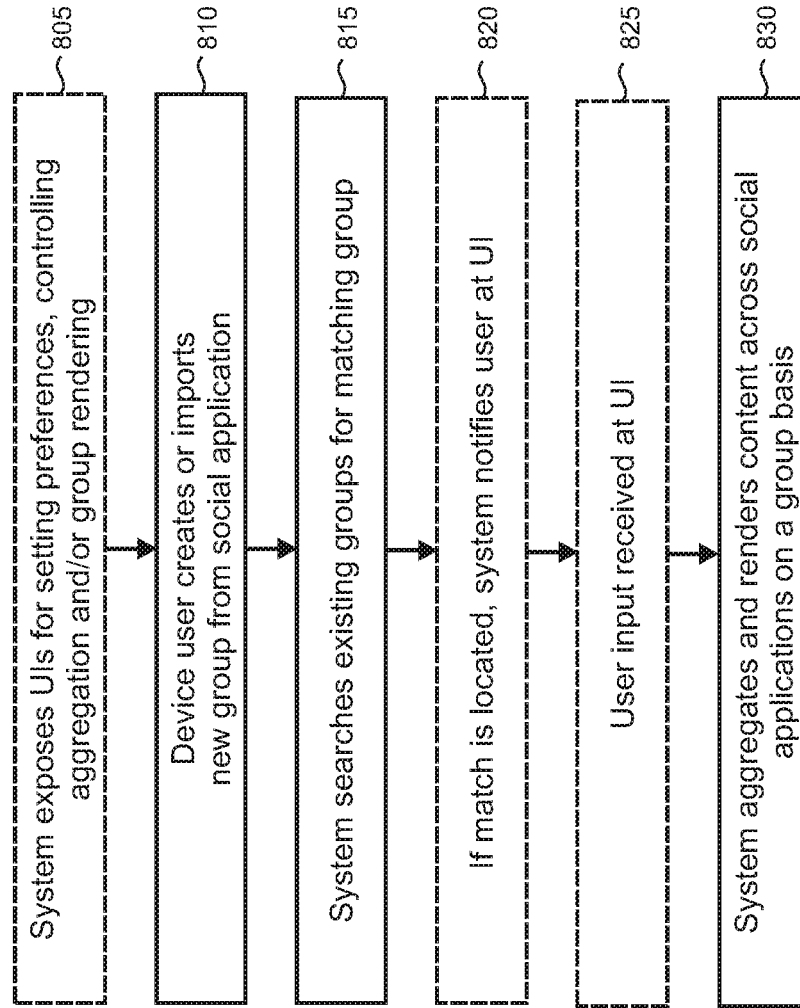 System exposes UIs for setting preferences, controlling
aggregation and/or group rendering
805
Device user creates or imports
new group from social application
810
System searches existing groups for matching group
815
If match is located, system notifies user at UI
820
User input received at UI
825
System aggregates and renders content across social
applications on a group basis
830